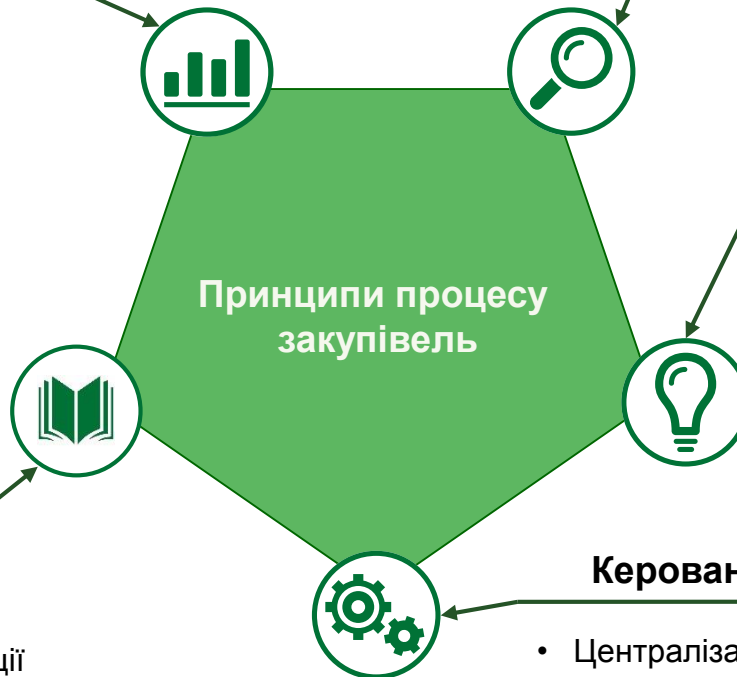 Принципи процесу
закупівель
Керован
ції
• Централіза